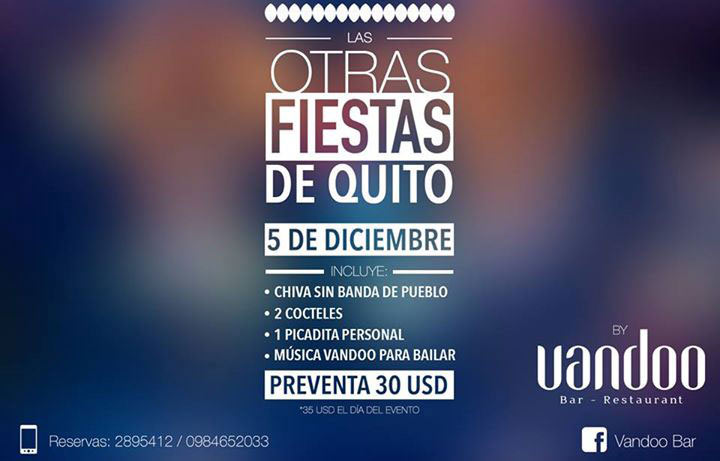 LAS
OTRAS
FIESTAS
DE QUITO
5 DE DICIEMBRE
INCLUYE:
• CHIVA SIN BANDA DE PUEBLO
• 2 COCTELES
• 1 PICADITA PERSONAL
• MÚSICA VANDOO PARA BAILAR
PREVENTA 30 USD
*35 USD EL DÍA DEL EVENTO
BY
vandoo
Bar - Restaurant
Reservas: 2895412 / 0984652033
f Vandoo Bar